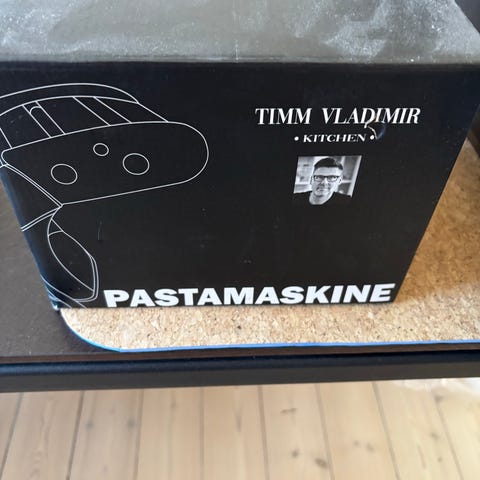 TIMM VLADIMIR
• KITCHEN •
PASTAMASKINE